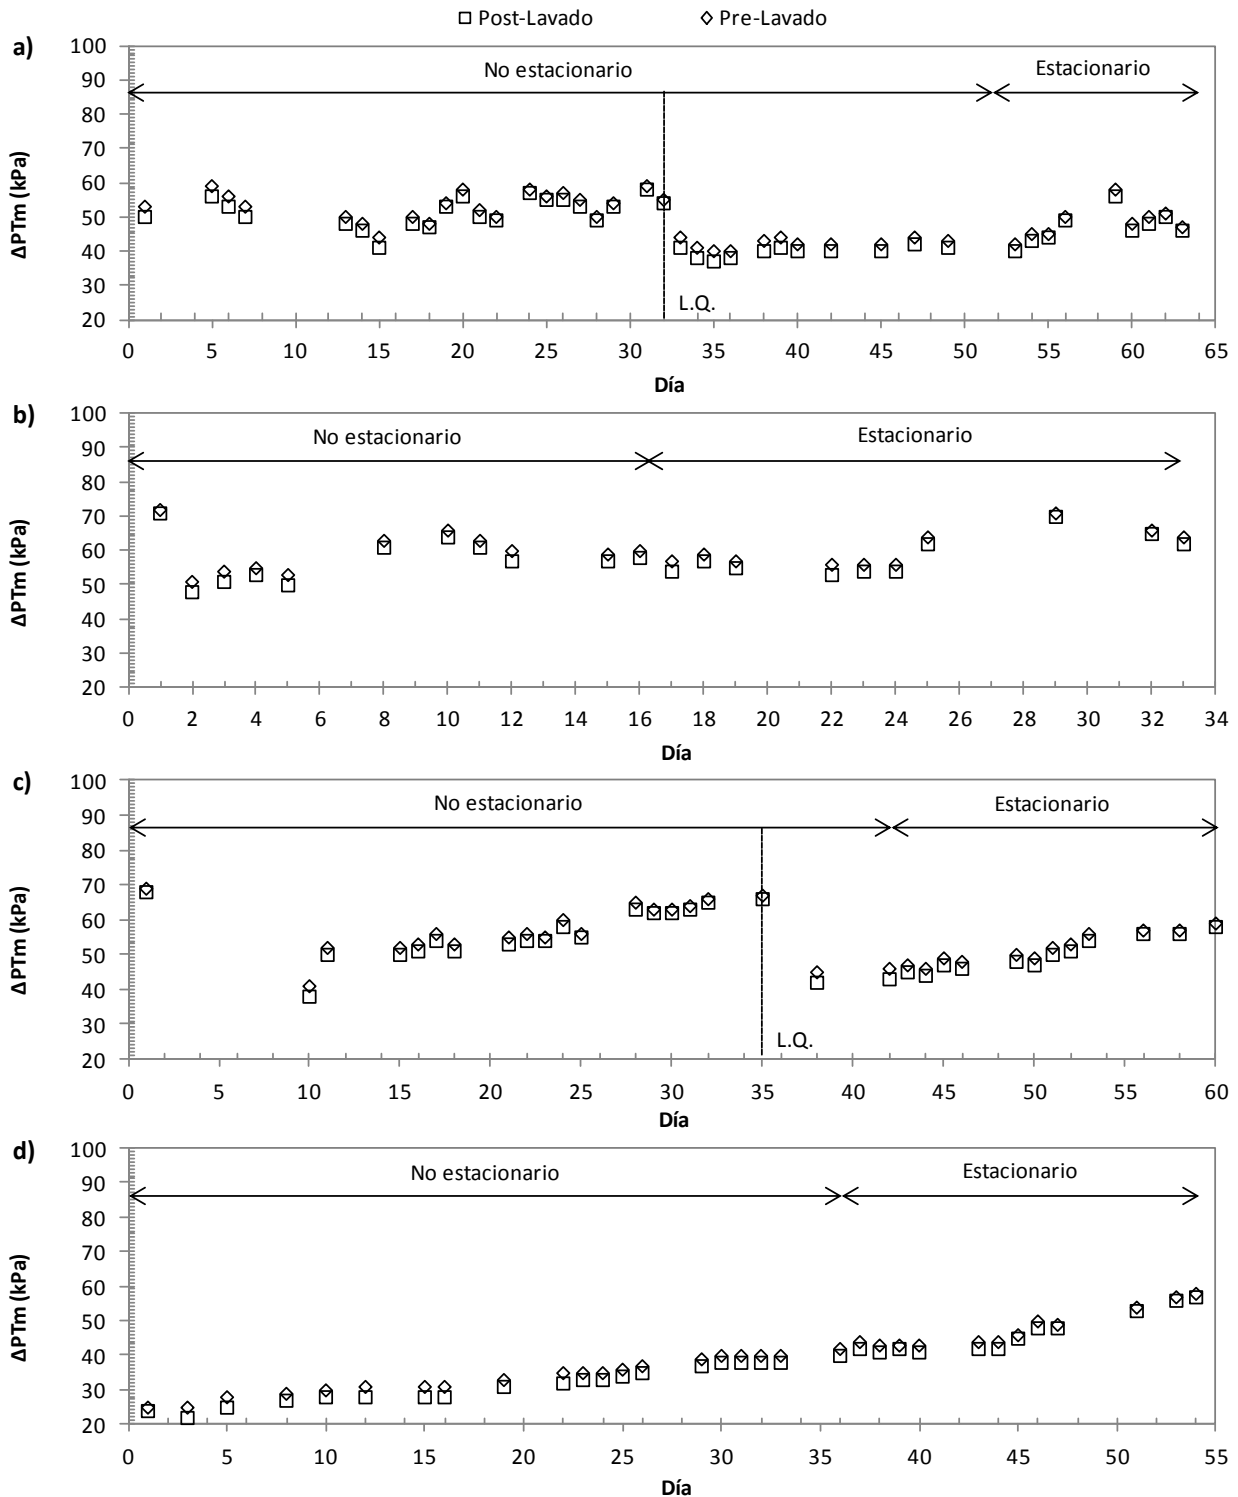 Post-Lavado Pre-Lavado
a)
No estacionario Estacionario
100
90
80
70
60
50
40
30
20
ΔPTm (kPa)
L.Q.
0 5 10 15 20 25 30 35 40 45 50 55 60 65
Día
b)
No estacionario Estacionario
100
90
80
70
60
50
40
30
20
ΔPTm (kPa)
0 2 4 6 8 10 12 14 16 18 20 22 24 26 28 30 32 34
Día
c)
No estacionario Estacionario
100
90
80
70
60
50
40
30
20
ΔPTm (kPa)
L.Q.
0 5 10 15 20 25 30 35 40 45 50 55 60
Día
d)
No estacionario Estacionario
100
90
80
70
60
50
40
30
20
ΔPTm (kPa)
0 5 10 15 20 25 30 35 40 45 50 55
Día